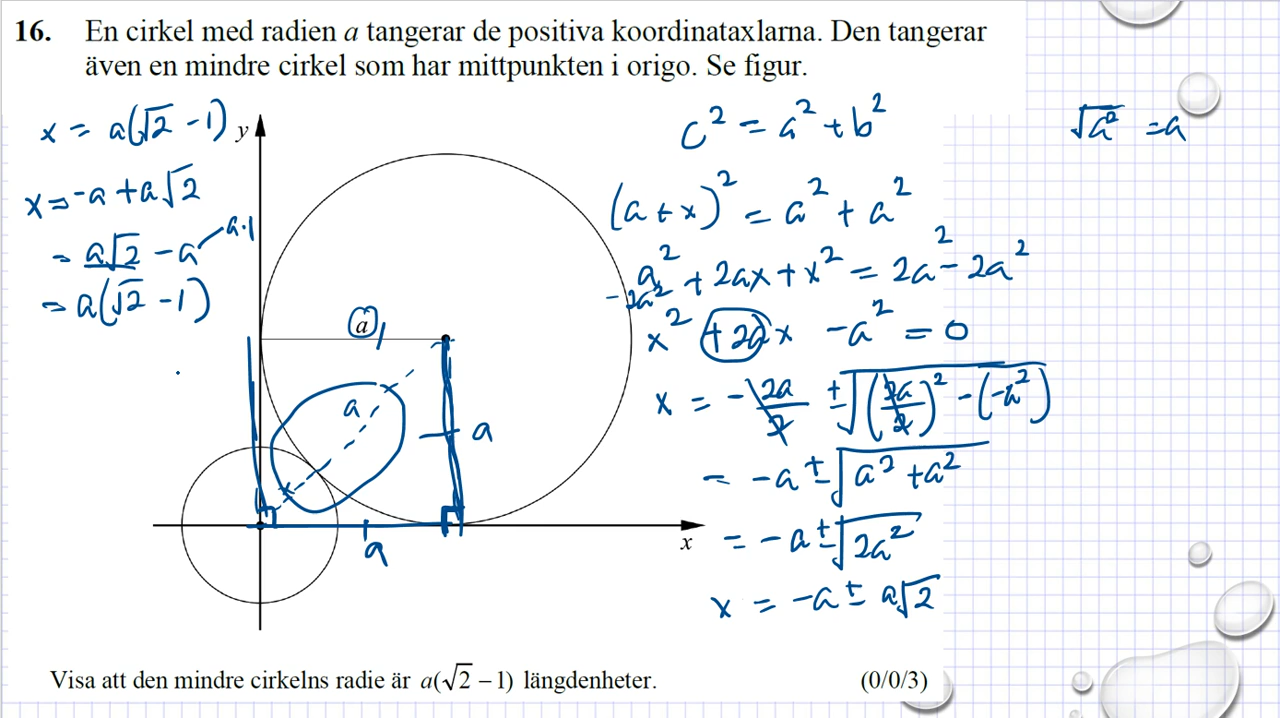 16. En cirkel med radien a tangerar de positiva koordinataxlarna. Den tangerar
även en mindre cirkel som har mittpunkten i origo. Se figur.
x = a(√2 - 1)
x = -a + a√2
= a√2 - a
a·1
= a(√2 - 1)
y
a
a
a
a
x
x
c² = a² + b²
√a² = a
(a + x)² = a² + a²
a² + 2ax + x² = 2a² - 2a²
- 2a²
x² + 2ax - a² = 0
x = - 2a/2 ± √((2a/2)² - (-a²))
= -a ± √(a² + a²)
= -a ± √(2a²)
x = -a ± a√2
Visa att den mindre cirkelns radie är a(√2 – 1) längdenheter. (0/0/3)